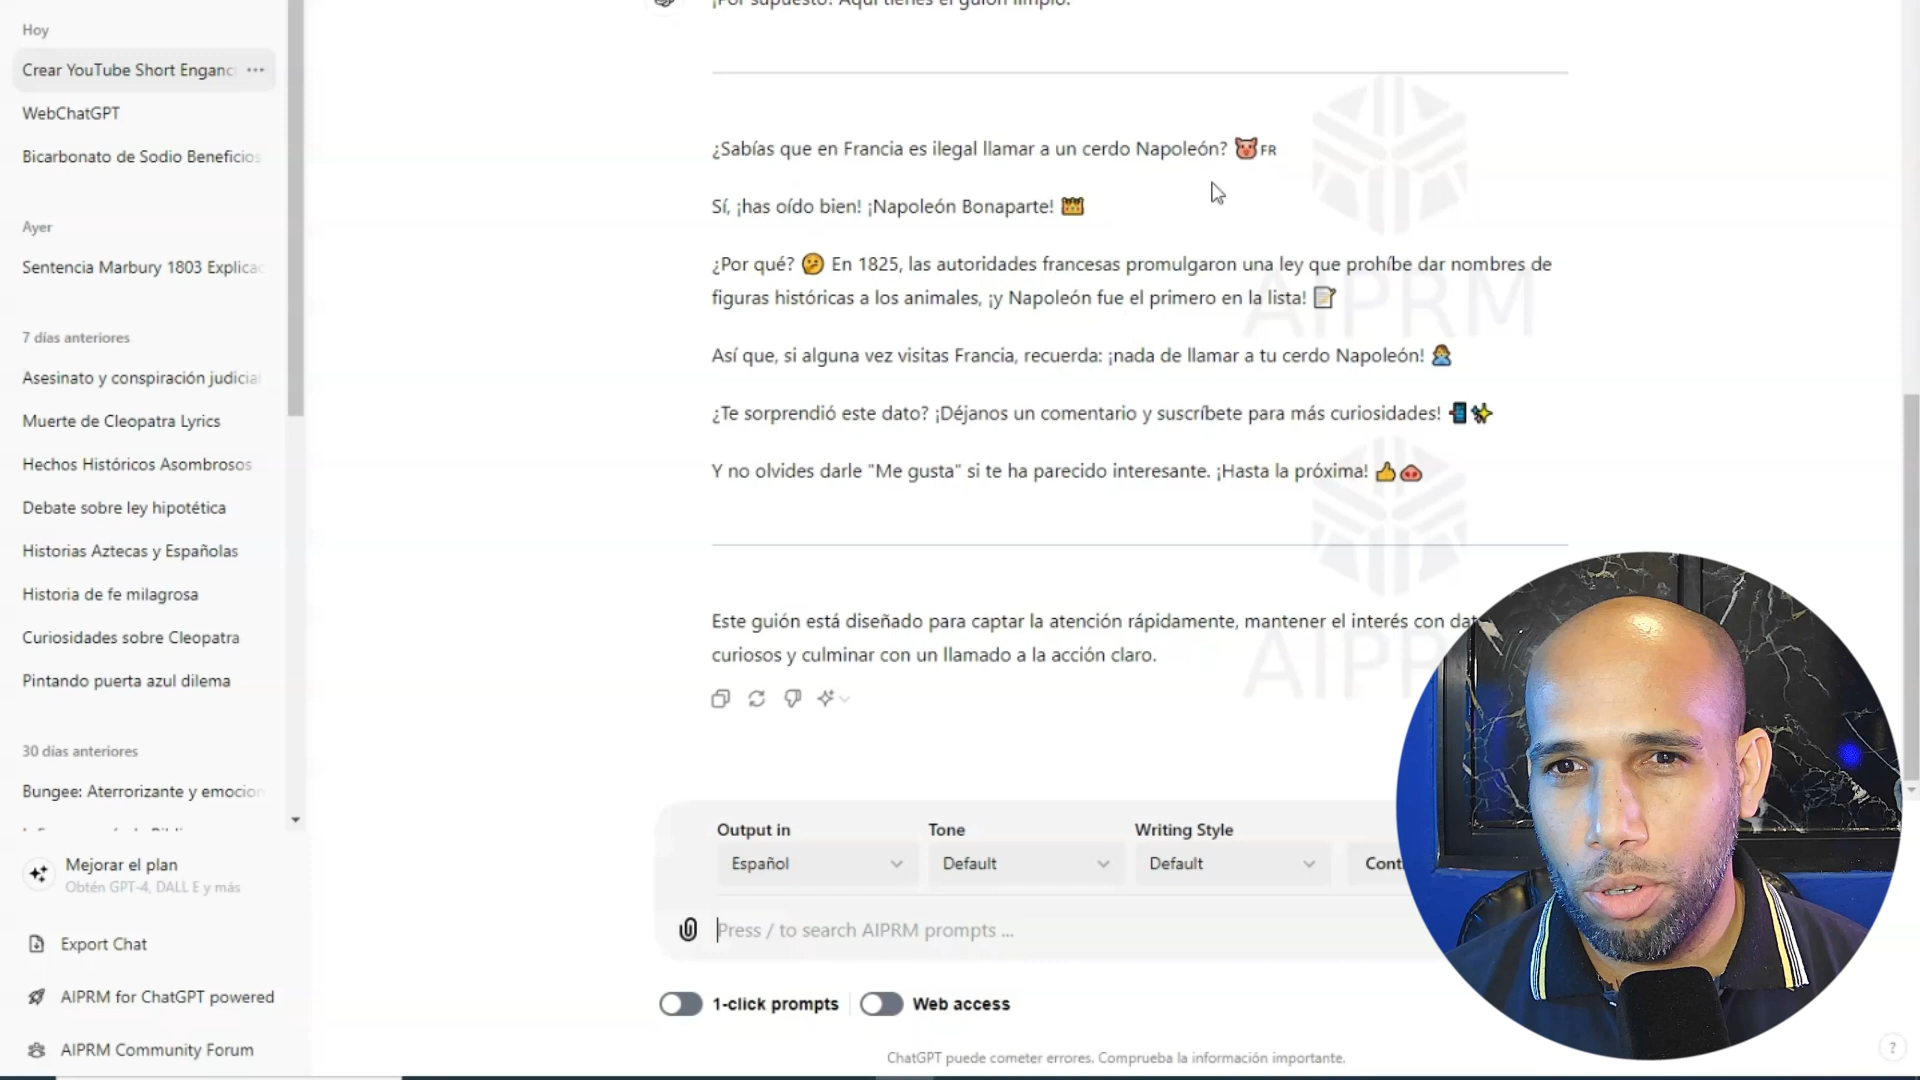 Hoy
Crear YouTube Short Enganc
WebChatGPT
Bicarbonato de Sodio Beneficios
Ayer
Sentencia Marbury 1803 Explicac
7 días anteriores
Asesinato y conspiración judicial
Muerte de Cleopatra Lyrics
Hechos Históricos Asombrosos
Debate sobre ley hipotética
Historias Aztecas y Españolas
Historia de fe milagrosa
Curiosidades sobre Cleopatra
Pintando puerta azul dilema
30 días anteriores
Bungee: Aterrorizante y emocion
Mejorar el plan
Obtén GPT-4, DALL E y más
Export Chat
AIPRM for ChatGPT powered
AIPRM Community Forum
¡Por supuesto! Aquí tienes el guión limpio:
¿Sabías que en Francia es ilegal llamar a un cerdo Napoleón? 🐷FR
Sí, ¡has oído bien! ¡Napoleón Bonaparte! 👑
¿Por qué? 🤔 En 1825, las autoridades francesas promulgaron una ley que prohíbe dar nombres de
figuras históricas a los animales, ¡y Napoleón fue el primero en la lista! 📝
Así que, si alguna vez visitas Francia, recuerda: ¡nada de llamar a tu cerdo Napoleón! 🙅‍♂️
¿Te sorprendió este dato? ¡Déjanos un comentario y suscríbete para más curiosidades! 📲✨
Y no olvides darle "Me gusta" si te ha parecido interesante. ¡Hasta la próxima! 👍🐽
AIPRM
Este guión está diseñado para captar la atención rápidamente, mantener el interés con dat
curiosos y culminar con un llamado a la acción claro.
AIPR
Output in
Tone
Writing Style
Español
Default
Default
Cont
Press / to search AIPRM prompts ...
1-click prompts
Web access
ChatGPT puede cometer errores. Comprueba la información importante.
?